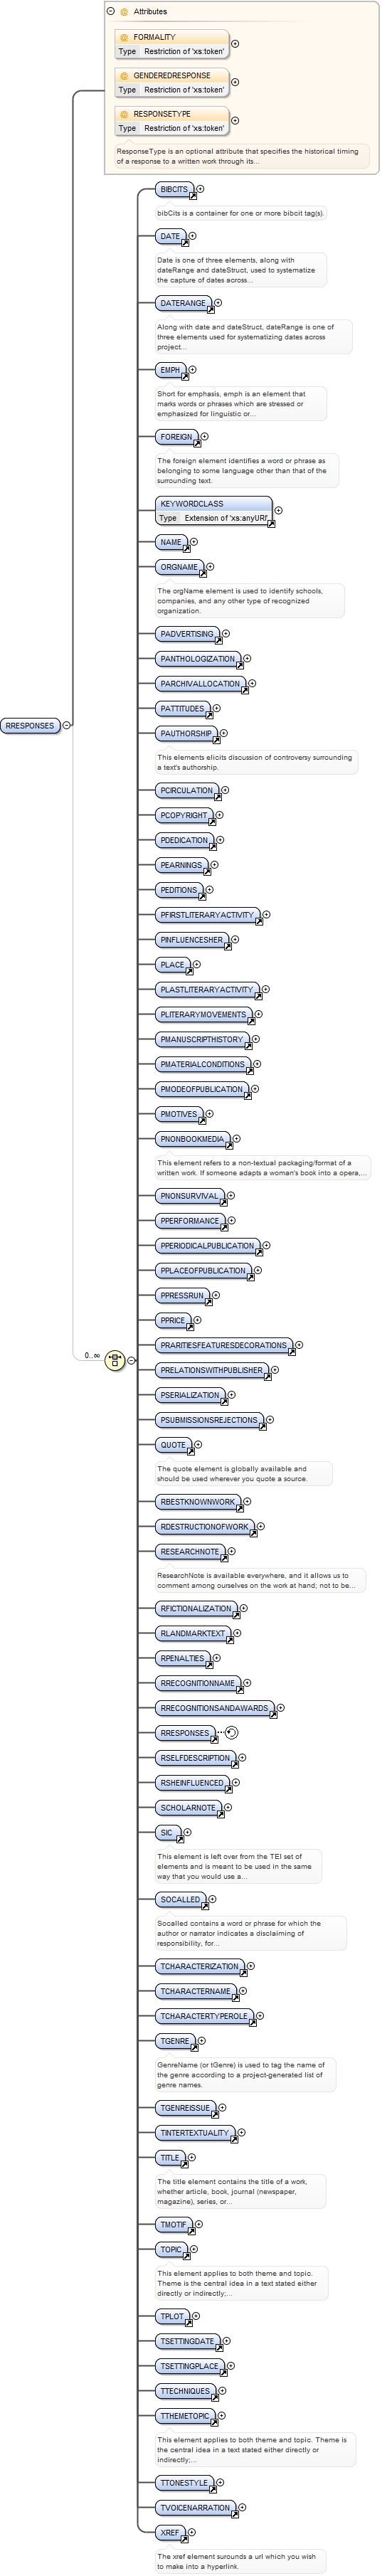 Attributes
FORMALITY
Type Restriction of 'xs:token'
GENDEREDRESPONSE
Type Restriction of 'xs:token'
RESPONSETYPE
Type Restriction of 'xs:token'
ResponseType is an optional attribute that specifies the historical timing
of a response to a written work through its...
BIBCITS
bibCits is a container for one or more bibcit tag(s).
DATE
Date is one of three elements, along with
dateRange and dateStruct, used to systematize
the capture of dates across...
DATERANGE
Along with date and dateStruct, dateRange is one of
three elements used for systematizing dates across
project...
EMPH
Short for emphasis, emph is an element that
marks words or phrases which are stressed or
emphasized for linguistic or...
FOREIGN
The foreign element identifies a word or phrase as
belonging to some language other than that of the
surrounding text.
KEYWORDCLASS
Type Extension of 'xs:anyURI'
NAME
ORGNAME
The orgName element is used to identify schools,
companies, and any other type of recognized
organization.
PADVERTISING
PANTHOLOGIZATION
PARCHIVALLOCATION
PATTITUDES
RRESPONSES
PAUTHORSHIP
This elements elicits discussion of controversy surrounding
a text's authorship.
PCIRCULATION
PCOPYRIGHT
PDEDICATION
PEARNINGS
PEDITIONS
PFIRSTLITERARYACTIVITY
PINFLUENCESHER
PLACE
PLASTLITERARYACTIVITY
PLITERARYMOVEMENTS
PMANUSCRIPTHISTORY
PMATERIALCONDITIONS
PMODEOFPUBLICATION
PMOTIVES
PNONBOOKMEDIA
This element refers to a non-textual packaging/format of a
written work. If someone adapts a woman's book into a opera,...
PNONSURVIVAL
PPERFORMANCE
PPERIODICALPUBLICATION
PPLACEOFPUBLICATION
PPRESSRUN
PPRICE
PRARITIESFEATURESDECORATIONS
0..∞
PRELATIONSWITHPUBLISHER
PSERIALIZATION
PSUBMISSIONSREJECTIONS
QUOTE
The quote element is globally available and
should be used wherever you quote a source.
RBESTKNOWNWORK
RDESTRUCTIONOFWORK
RESEARCHNOTE
ResearchNote is available everywhere, and it allows us to
comment among ourselves on the work at hand; not to be...
RFICTIONALIZATION
RLANDMARKTEXT
RPENALTIES
RRECOGNITIONNAME
RRECOGNITIONSANDAWARDS
RRESPONSES
RSELFDESCRIPTION
RSHEINFLUENCED
SCHOLARNOTE
SIC
This element is left over from the TEI set of
elements and is meant to be used in the same
way that you would use a...
SOCALLED
Socalled contains a word or phrase for which the
author or narrator indicates a disclaiming of
responsibility, for...
TCHARACTERIZATION
TCHARACTERNAME
TCHARACTERTYPEROLE
TGENRE
GenreName (or tGenre) is used to tag the name of
the genre according to a project-generated list of
genre names.
TGENREISSUE
TINTERTEXTUALITY
TITLE
The title element contains the title of a work,
whether article, book, journal (newspaper,
magazine), series, or...
TMOTIF
TOPIC
This element applies to both theme and topic.
Theme is the central idea in a text stated either
directly or indirectly;...
TPLOT
TSETTINGDATE
TSETTINGPLACE
TTECHNIQUES
TTHEMETOPIC
This element applies to both theme and topic. Theme is
the central idea in a text stated either directly or
indirectly;...
TTONESTYLE
TVOICENARRATION
XREF
The xref element surounds a url which you wish
to make into a hyperlink.